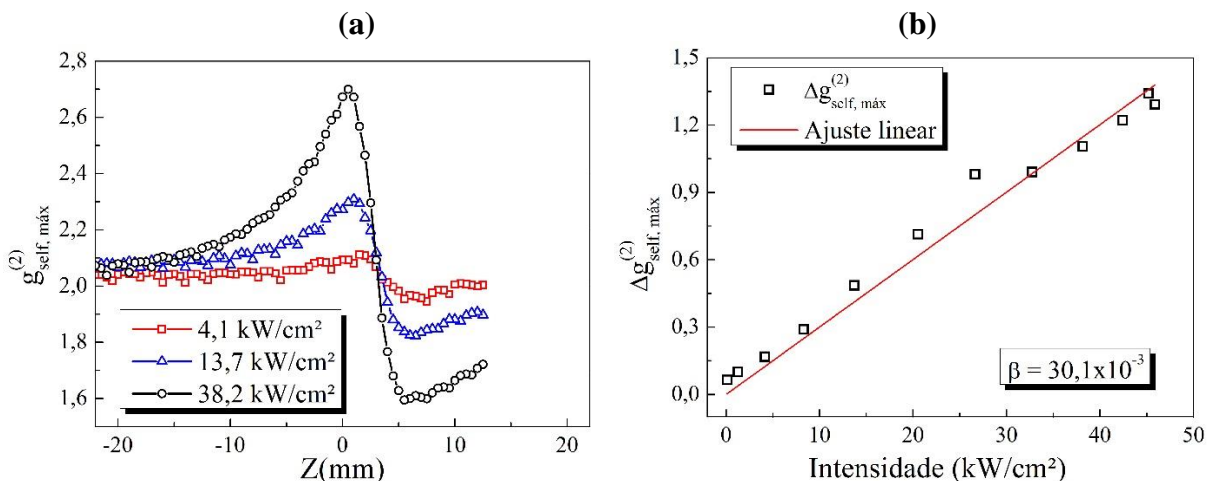 (a)
2,8
2,6
2,4
2,2
2,0
1,8
1,6
g(2)self, máx
4,1 kW/cm²
13,7 kW/cm²
38,2 kW/cm²
-20 -10 0 10 20
Z(mm)
(b)
1,5
1,2
0,9
0,6
0,3
0,0
Δg(2)self, máx
Δg(2)self, máx
Ajuste linear
β = 30,1x10-3
0 10 20 30 40 50
Intensidade (kW/cm²)